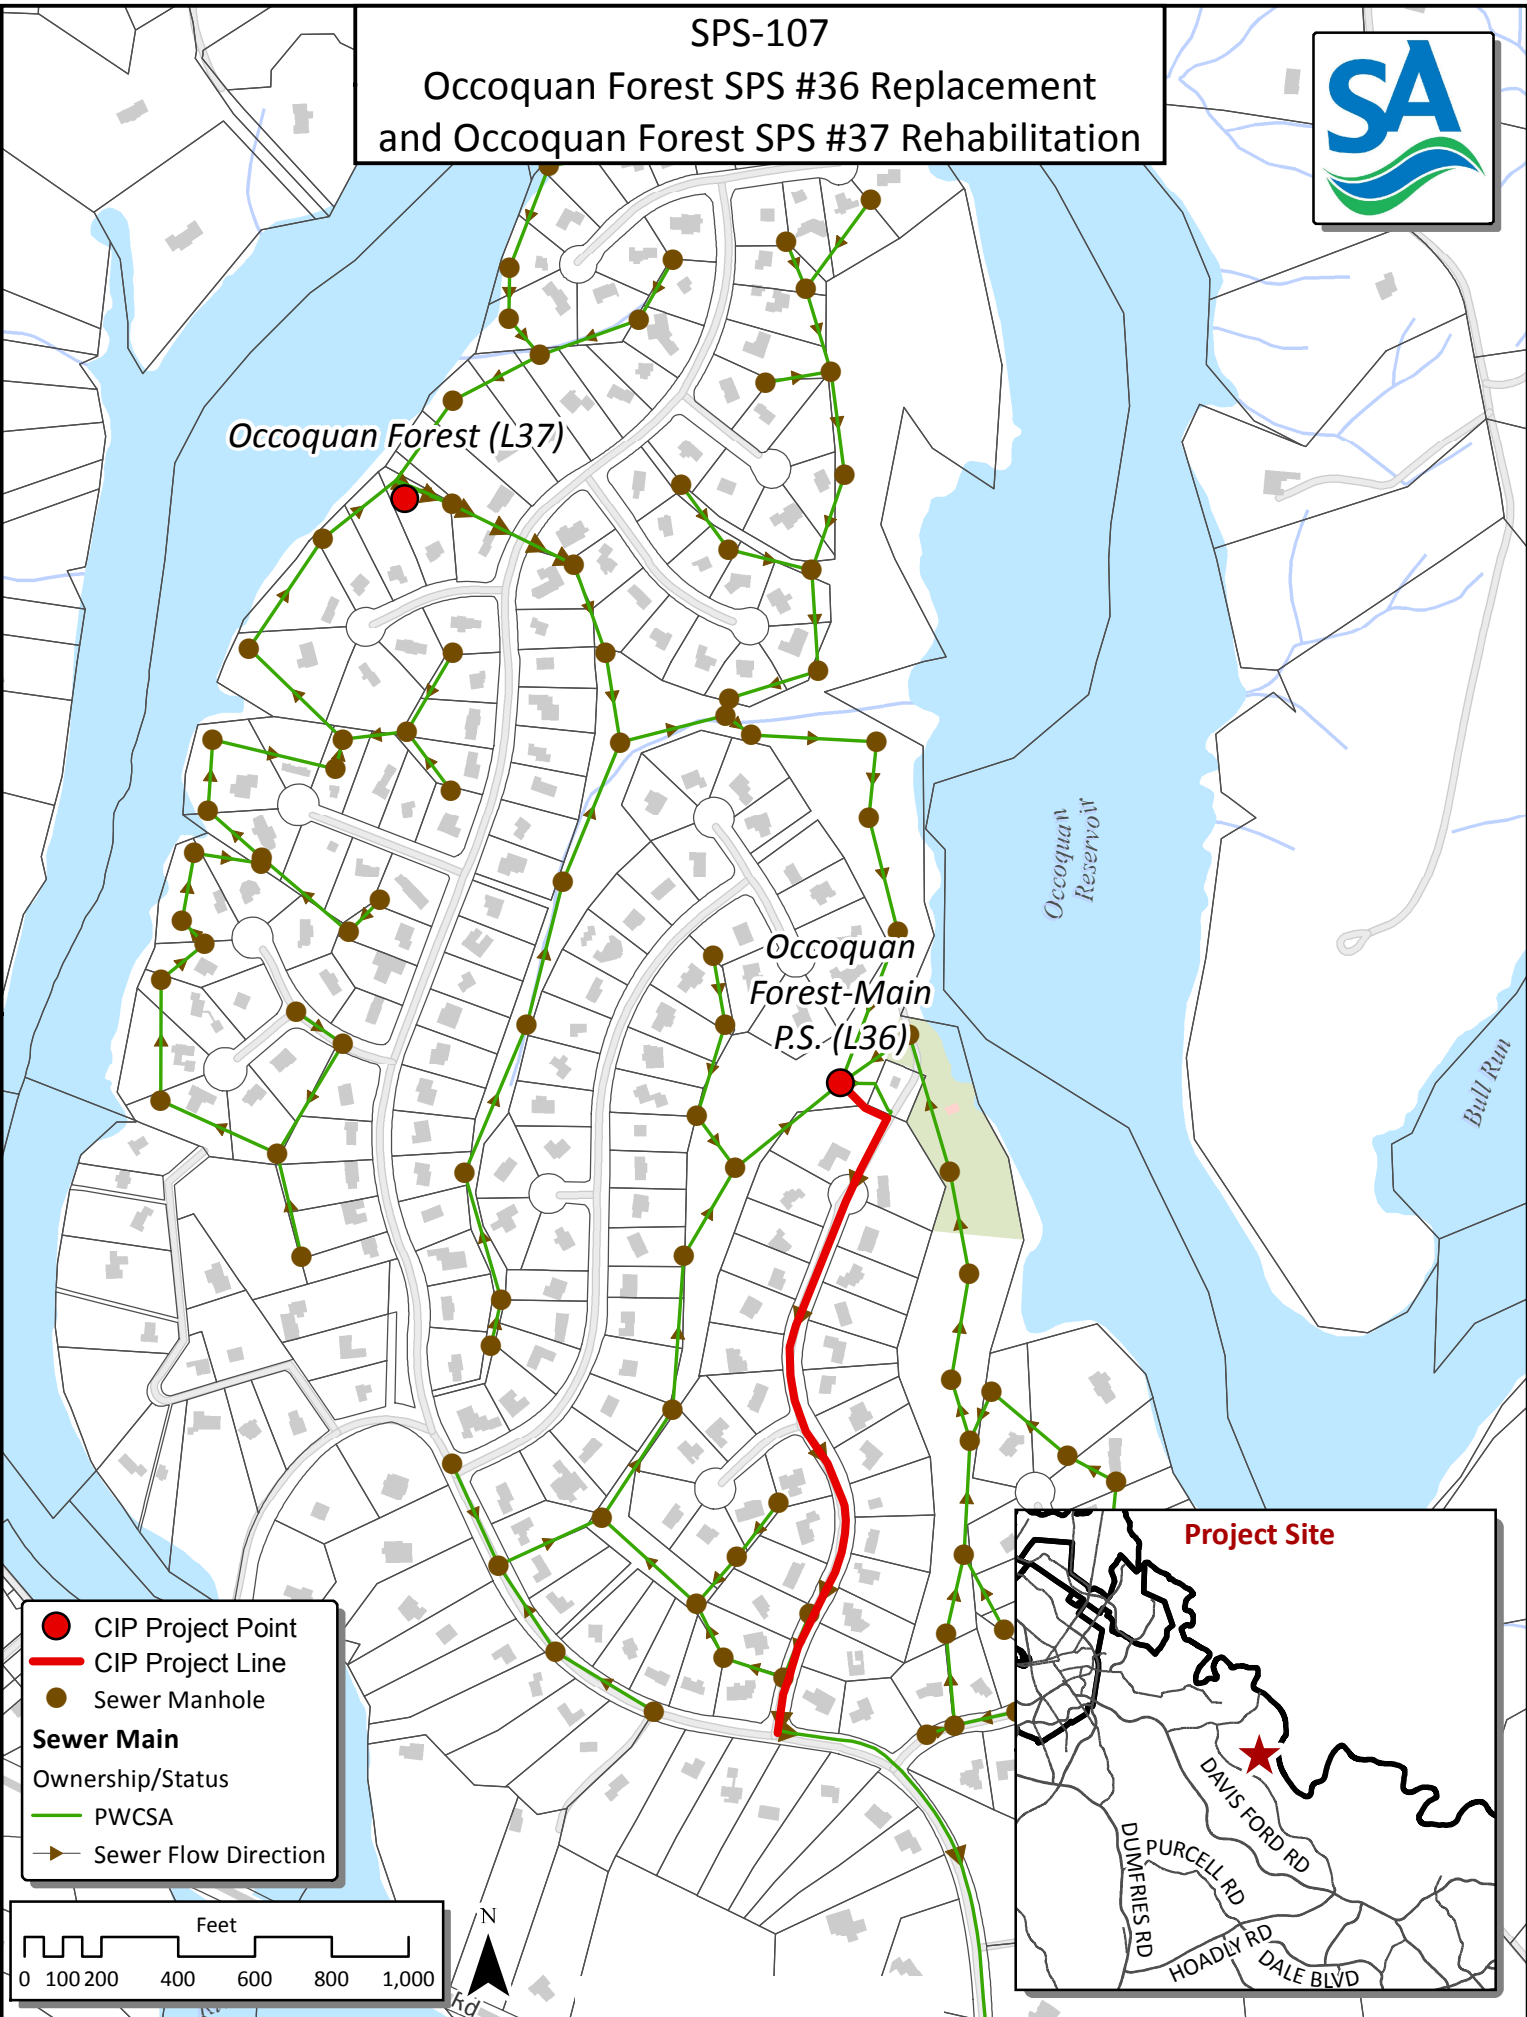 SPS-107
Occoquan Forest SPS #36 Replacement
and Occoquan Forest SPS #37 Rehabilitation
SA
Occoquan Forest (L37)
Occoquan
Reservoir
Occoquan
Forest-Main
P.S. (L36)
Bull Run
Project Site
DAVIS FORD RD
DUMFRIES RD
PURCELL RD
HOADLY RD
DALE BLVD
CIP Project Point
CIP Project Line
Sewer Manhole
Sewer Main
Ownership/Status
PWCSA
Sewer Flow Direction
Feet
0 100 200 400 600 800 1,000
N
Rd